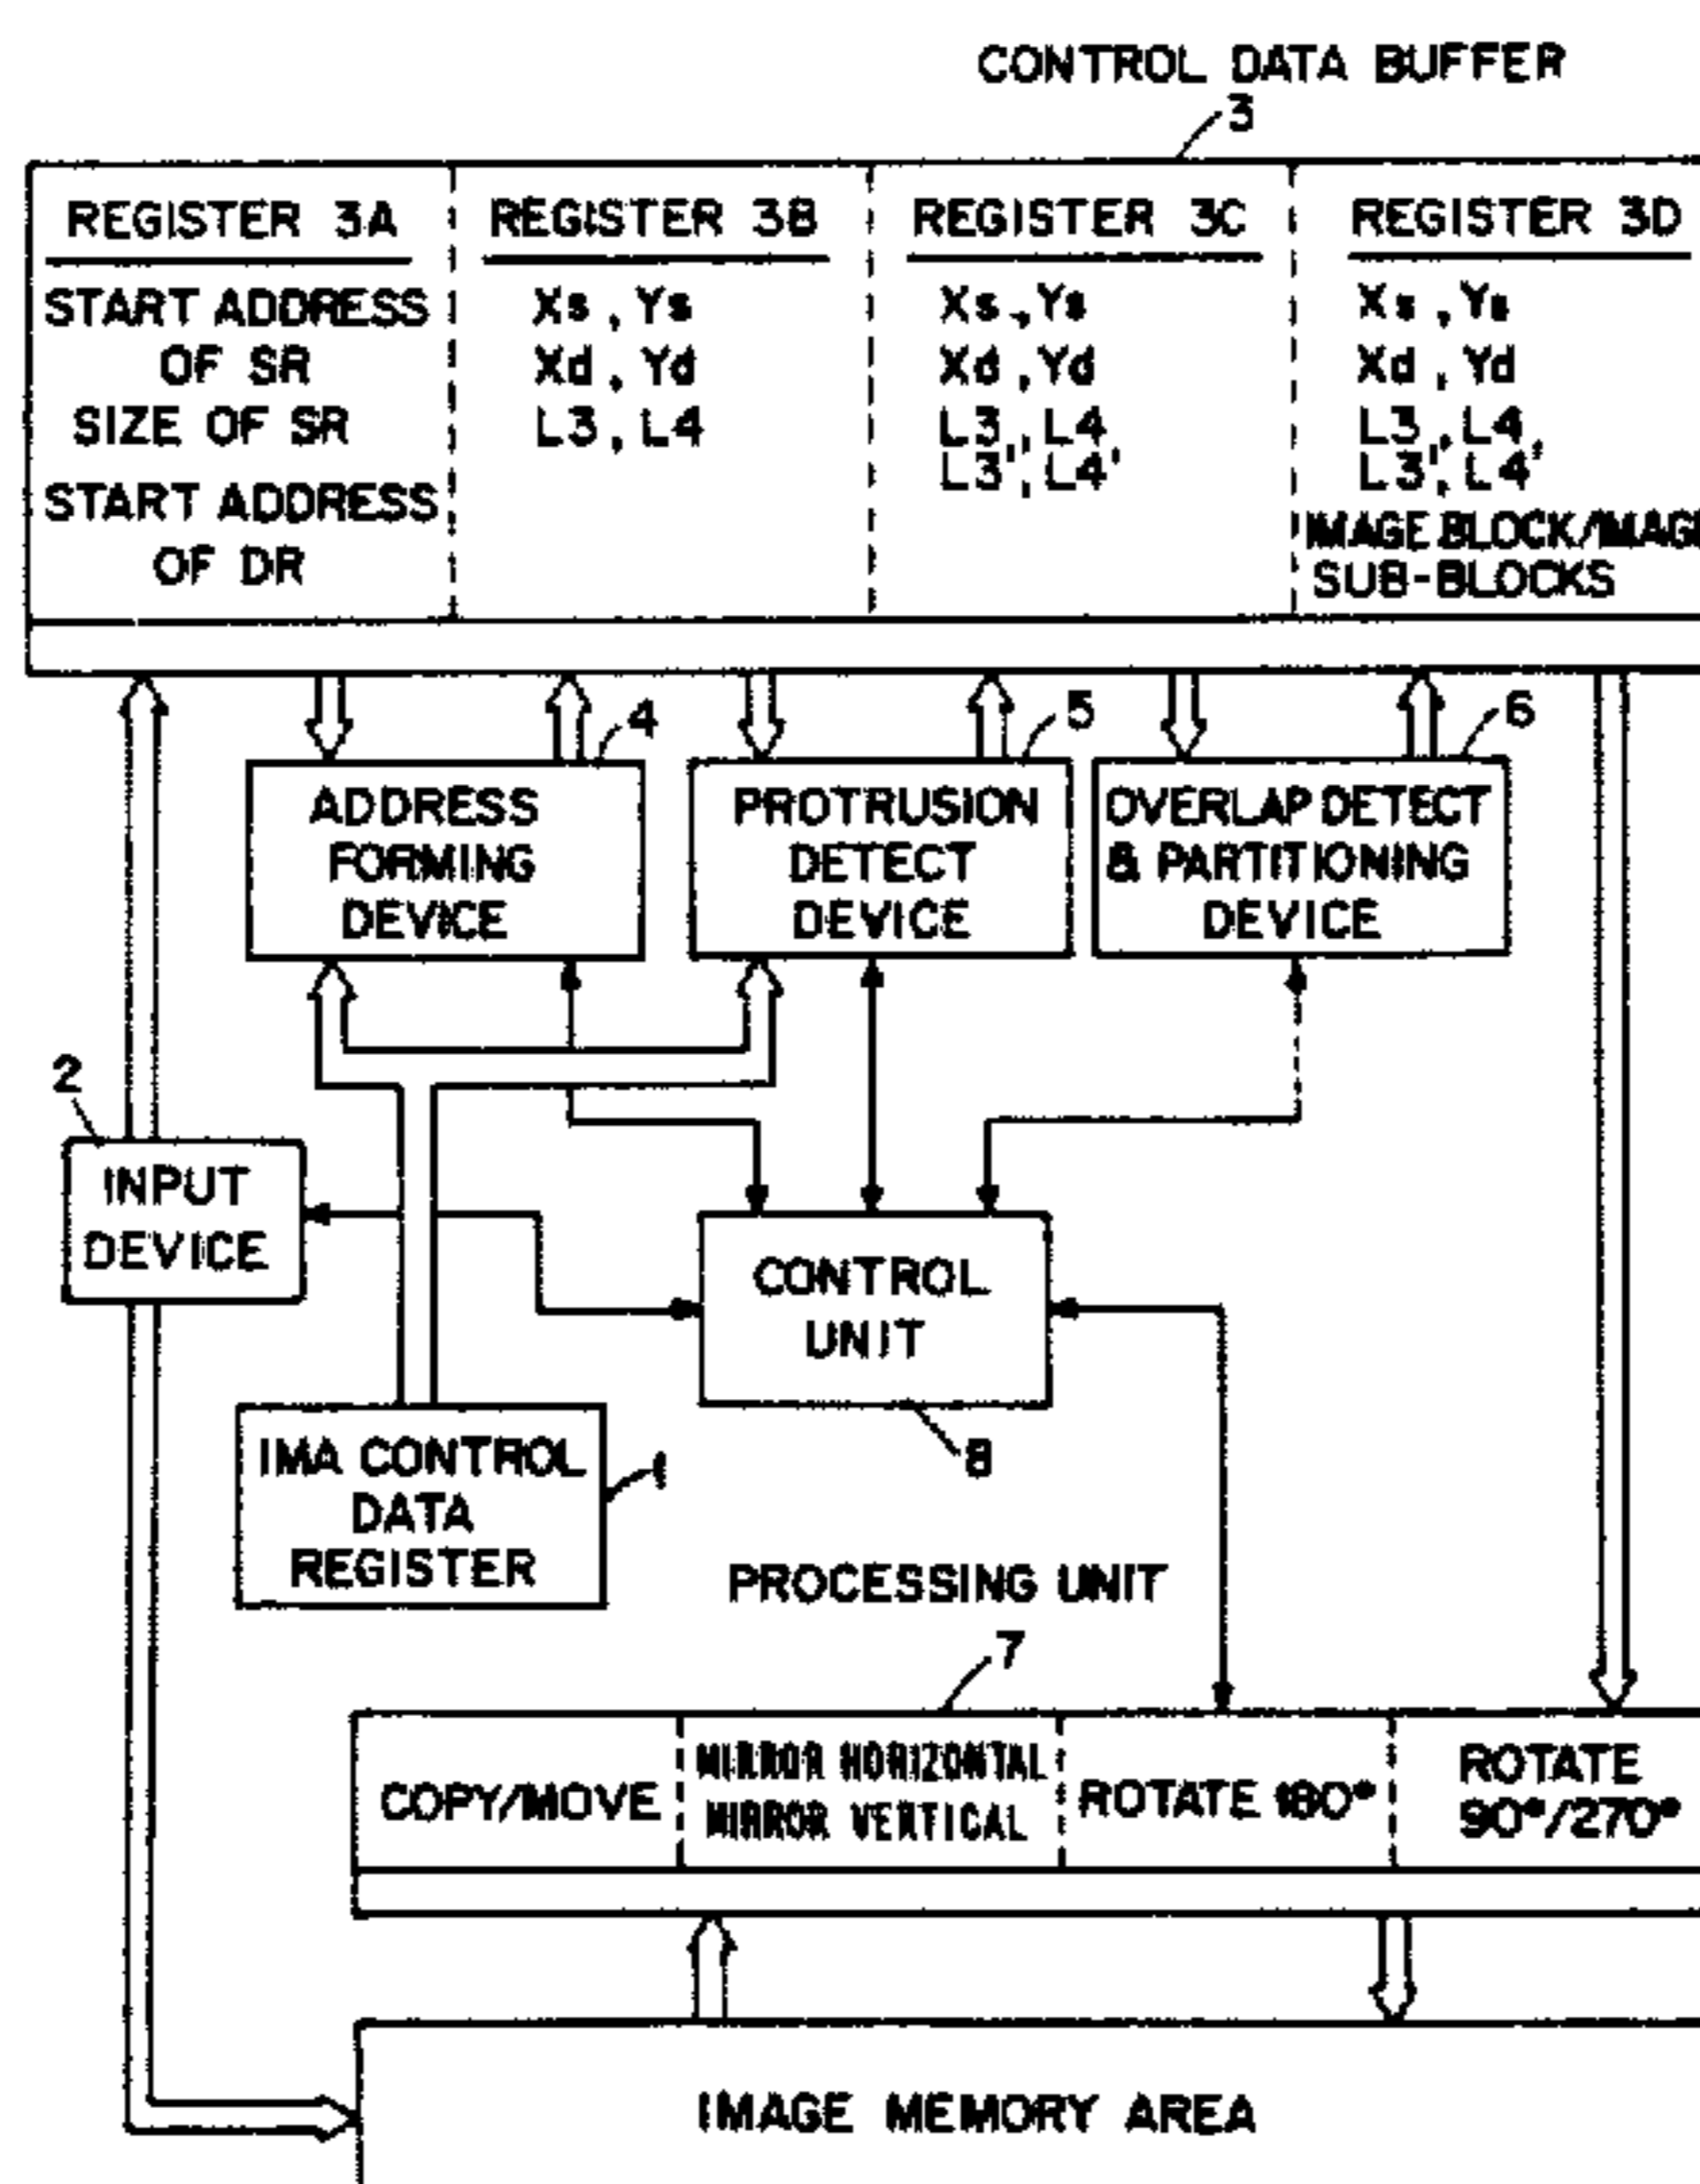 CONTROL DATA BUFFER
3
REGISTER 3A
START ADDRESS
OF SR
SIZE OF SR
START ADDRESS
OF DR
REGISTER 3B
Xs, Ys
Xd, Yd
L3, L4
REGISTER 3C
Xs, Ys
Xd, Yd
L3, L4,
L3', L4'
REGISTER 3D
Xs, Ys
Xd, Yd
L3, L4,
L3', L4'
IMAGE BLOCK/IMAG
SUB-BLOCKS
4
ADDRESS
FORMING
DEVICE
5
PROTRUSION
DETECT
DEVICE
6
OVERLAP DETECT
& PARTITIONING
DEVICE
2
INPUT
DEVICE
CONTROL
UNIT
8
IMA CONTROL
DATA
REGISTER
1
PROCESSING UNIT
7
COPY/MOVE
MIRROR HORIZONTAL
MIRROR VERTICAL
ROTATE 180°
ROTATE
90°/270°
IMAGE MEMORY AREA